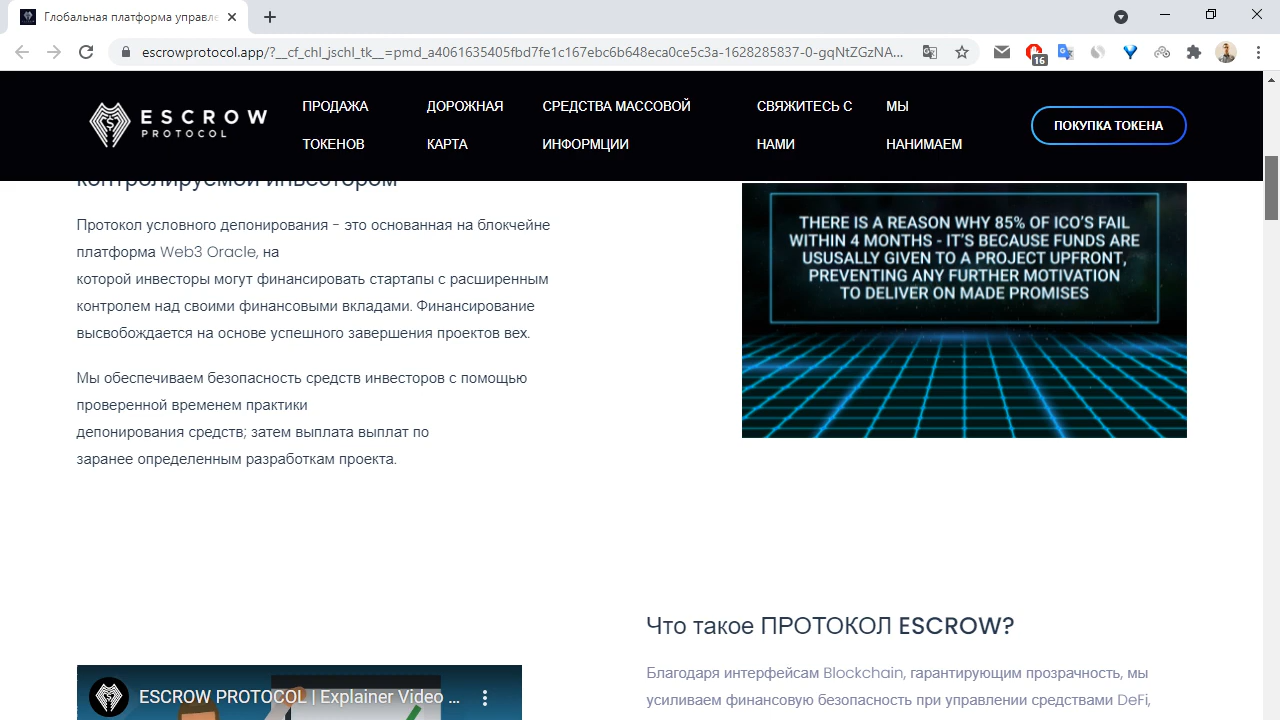 Глобальная платформа управле
escrowprotocol.app/?__cf_chl_jschl_tk__=pmd_a4061635405fbd7fe1c167ebc6b648eca0ce5c3a-1628285837-0-gqNtZGzNA...
16
ESCROW
PROTOCOL
ПРОДАЖА
ТОКЕНОВ
ДОРОЖНАЯ
КАРТА
СРЕДСТВА МАССОВОЙ
ИНФОРМЦИИ
СВЯЖИТЕСЬ С
НАМИ
МЫ
НАНИМАЕМ
ПОКУПКА ТОКЕНА
контролируемой инвестором
Протокол условного депонирования - это основанная на блокчейне
платформа Web3 Oracle, на
которой инвесторы могут финансировать стартапы с расширенным
контролем над своими финансовыми вкладами. Финансирование
высвобождается на основе успешного завершения проектов вех.
Мы обеспечиваем безопасность средств инвесторов с помощью
проверенной временем практики
депонирования средств; затем выплата выплат по
заранее определенным разработкам проекта.
THERE IS A REASON WHY 85% OF ICO'S FAIL
WITHIN 4 MONTHS - IT'S BECAUSE FUNDS ARE
USUSALLY GIVEN TO A PROJECT UPFRONT,
PREVENTING ANY FURTHER MOTIVATION
TO DELIVER ON MADE PROMISES
Что такое ПРОТОКОЛ ESCROW?
Благодаря интерфейсам Blockchain, гарантирующим прозрачность, мы
усиливаем финансовую безопасность при управлении средствами DeFi,
ESCROW PROTOCOL | Explainer Video ...